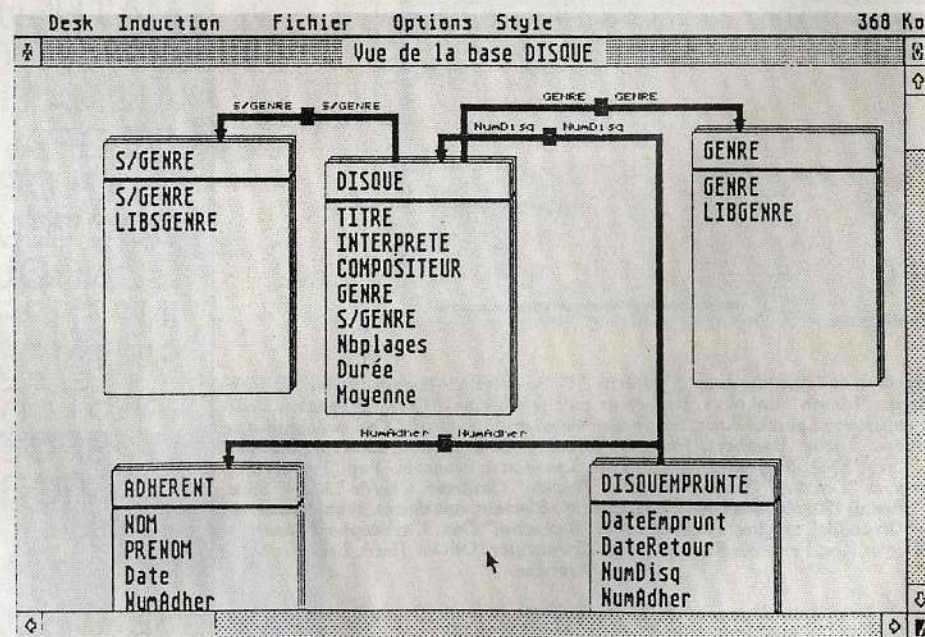 Desk Induction Fichier Options Style 368 Ko
Vue de la base DISQUE
S/GENRE S/GENRE
GENRE GENRE
NumDisq NumDisq
S/GENRE
S/GENRE
LIBSGENRE
DISQUE
TITRE
INTERPRETE
COMPOSITEUR
GENRE
S/GENRE
Nbplages
Durée
Moyenne
GENRE
GENRE
LIBGENRE
NumAdher NumAdher
ADHERENT
NOM
PRENOM
Date
NumAdher
DISQUEMPRUNTE
DateEmprunt
DateRetour
NumDisq
NumAdher